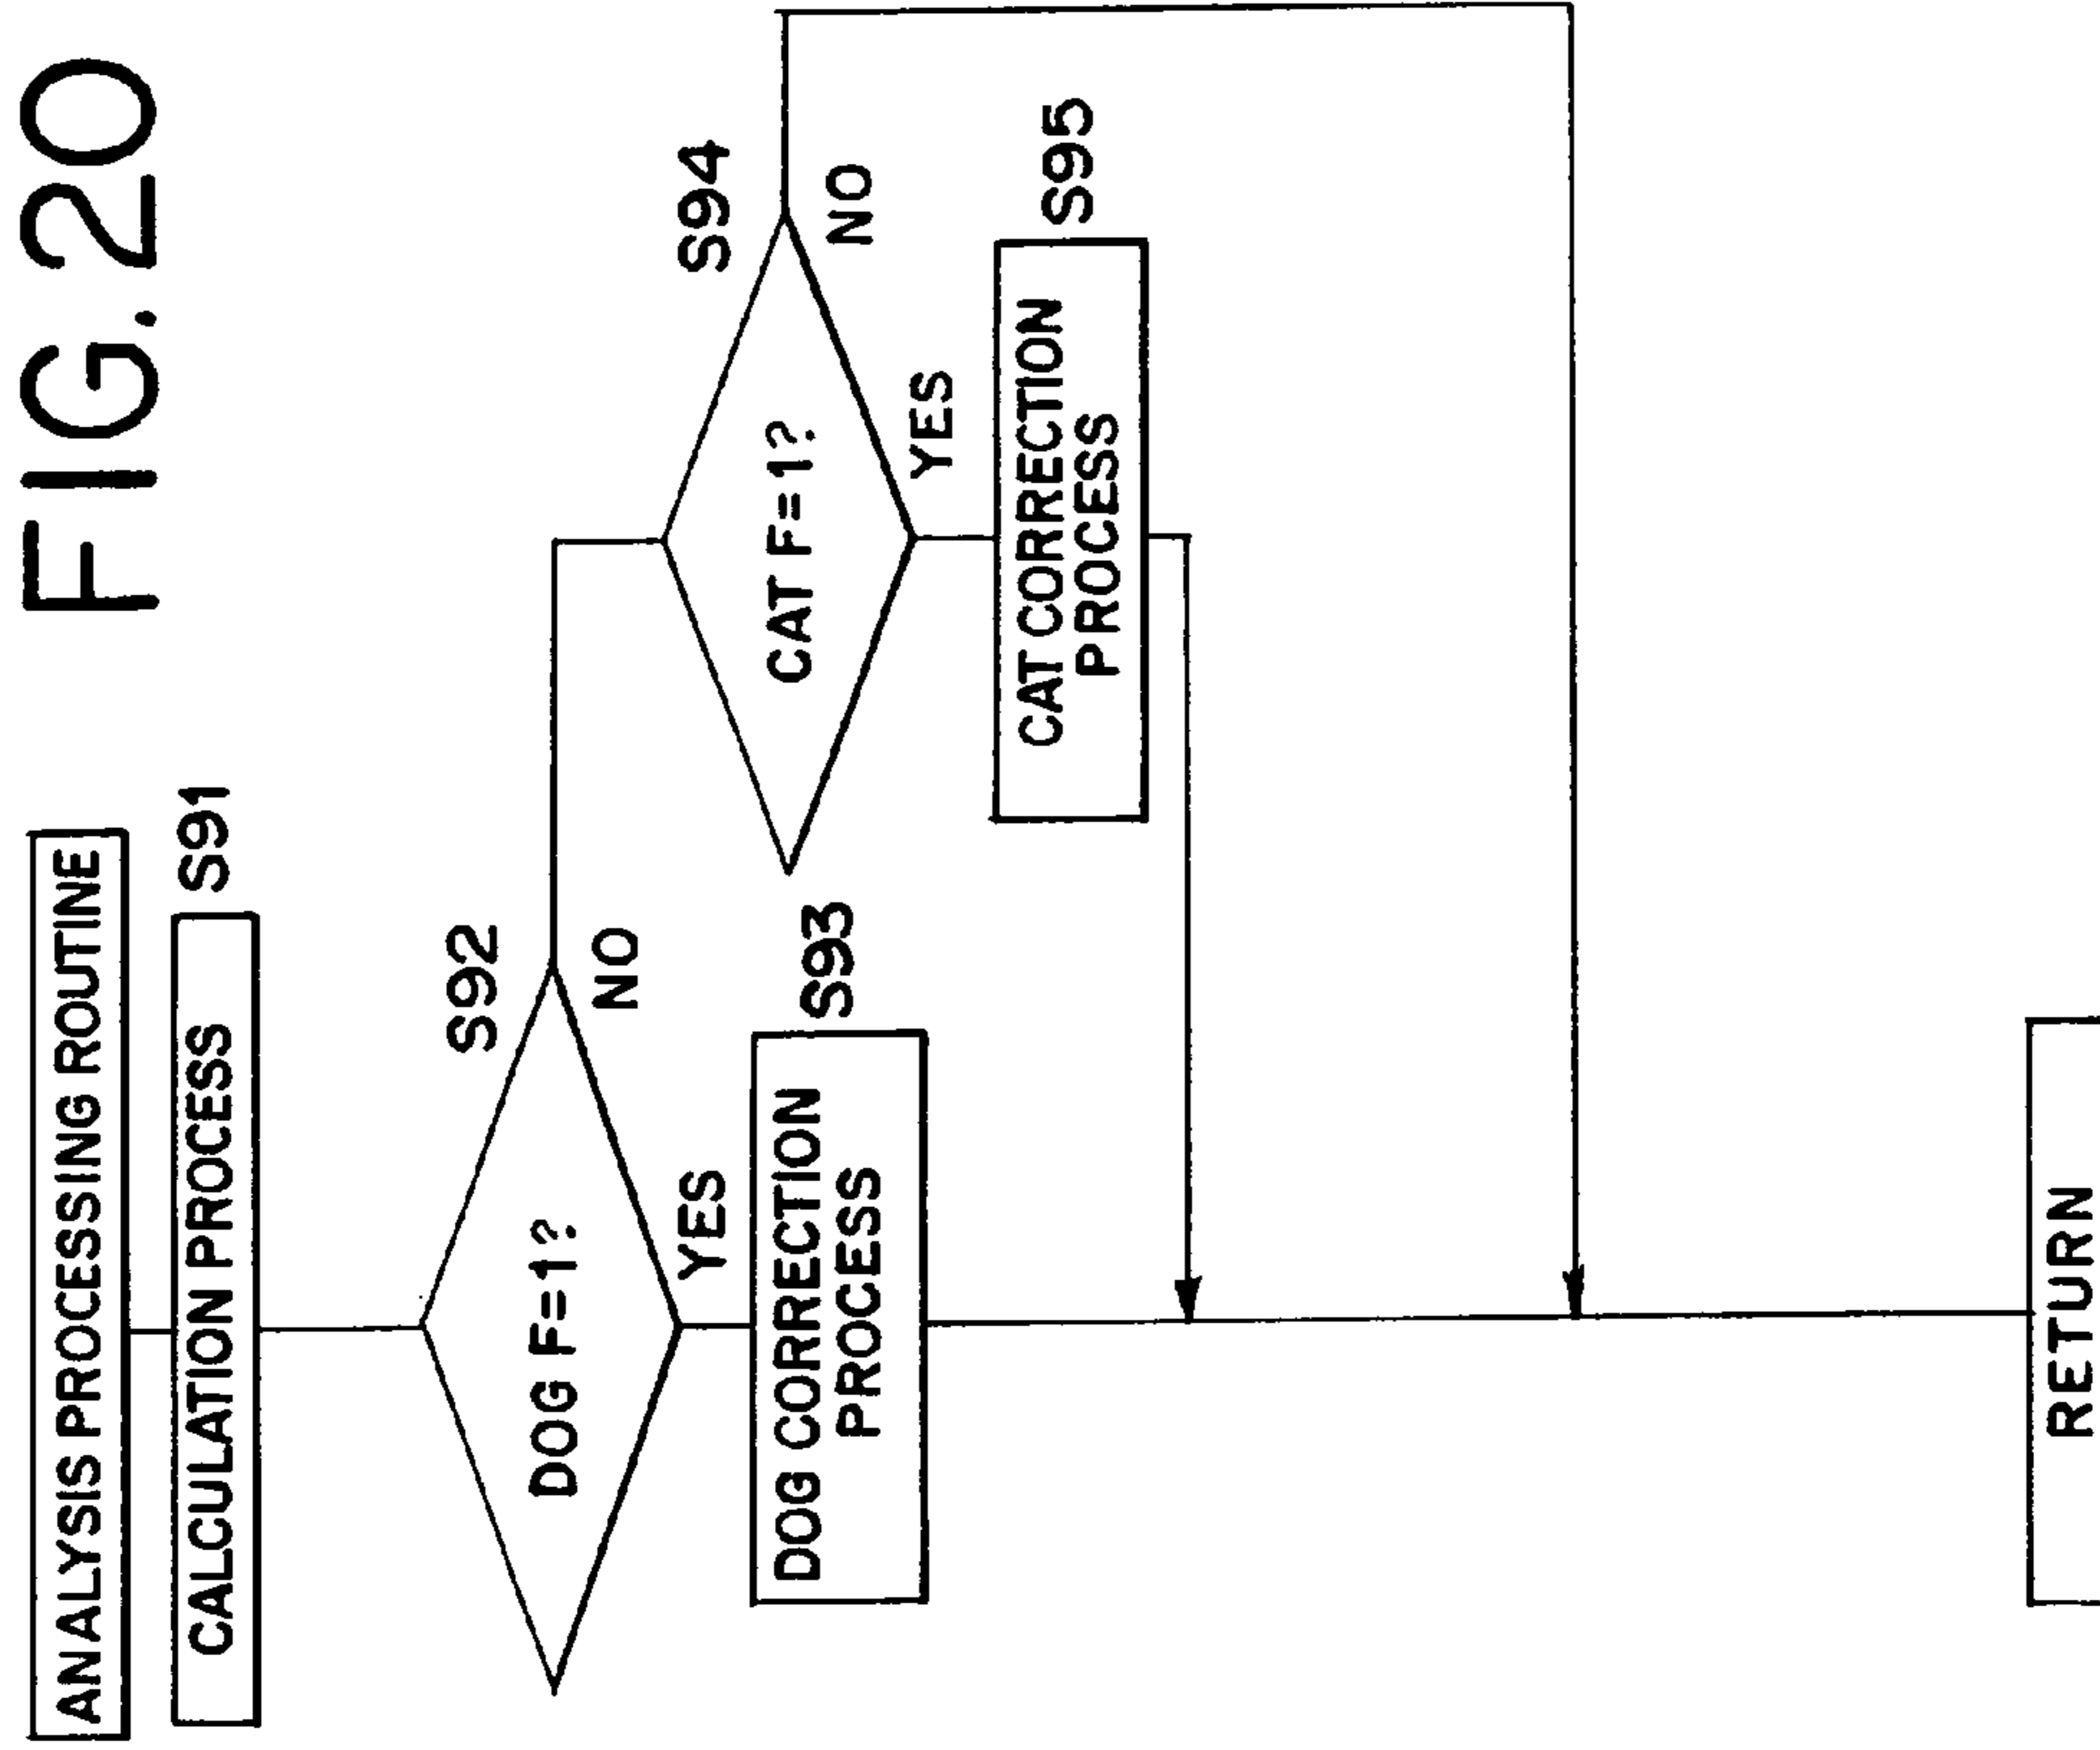 FIG. 20
ANALYSIS PROCESSING ROUTINE
CALCULATION PROCESS
S91
S92
DOG F=1?
NO
YES
S93
DOG CORRECTION
PROCESS
S94
CAT F=1?
NO
YES
S95
CAT CORRECTION
PROCESS
RETURN